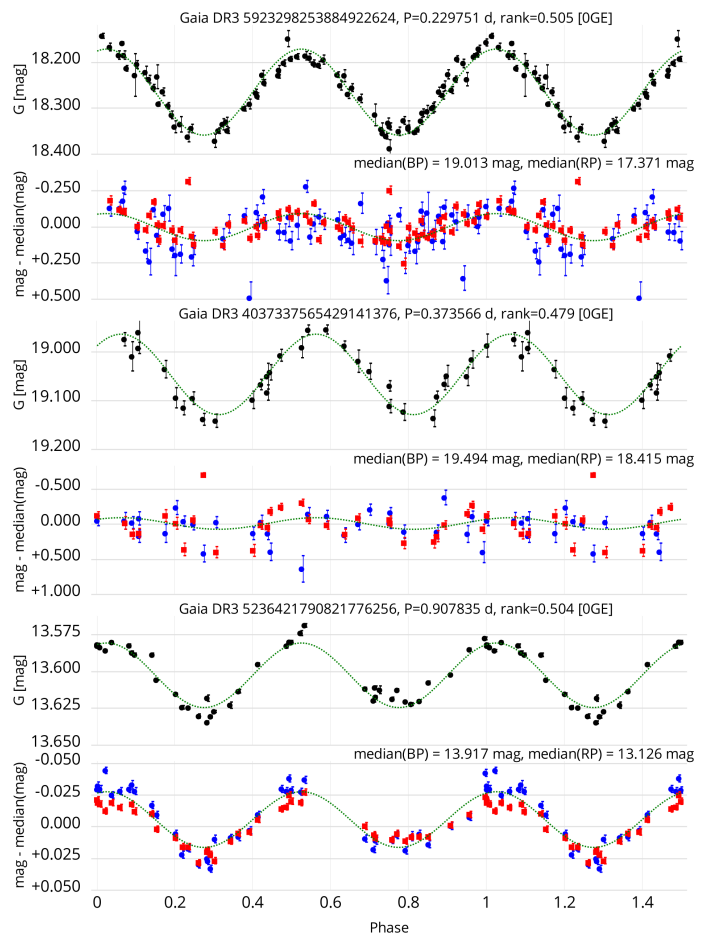 Gaia DR3 5923298253884922624, P=0.229751 d, rank=0.505 [0GE]
18.200
18.300
18.400
G [mag]
median(BP) = 19.013 mag, median(RP) = 17.371 mag
-0.250
0.000
+0.250
+0.500
mag - median(mag)
Gaia DR3 4037337565429141376, P=0.373566 d, rank=0.479 [0GE]
19.000
19.100
19.200
G [mag]
median(BP) = 19.494 mag, median(RP) = 18.415 mag
-0.500
0.000
+0.500
+1.000
mag - median(mag)
Gaia DR3 5236421790821776256, P=0.907835 d, rank=0.504 [0GE]
13.575
13.600
13.625
13.650
G [mag]
median(BP) = 13.917 mag, median(RP) = 13.126 mag
-0.050
-0.025
0.000
+0.025
+0.050
mag - median(mag)
0 0.2 0.4 0.6 0.8 1 1.2 1.4
Phase